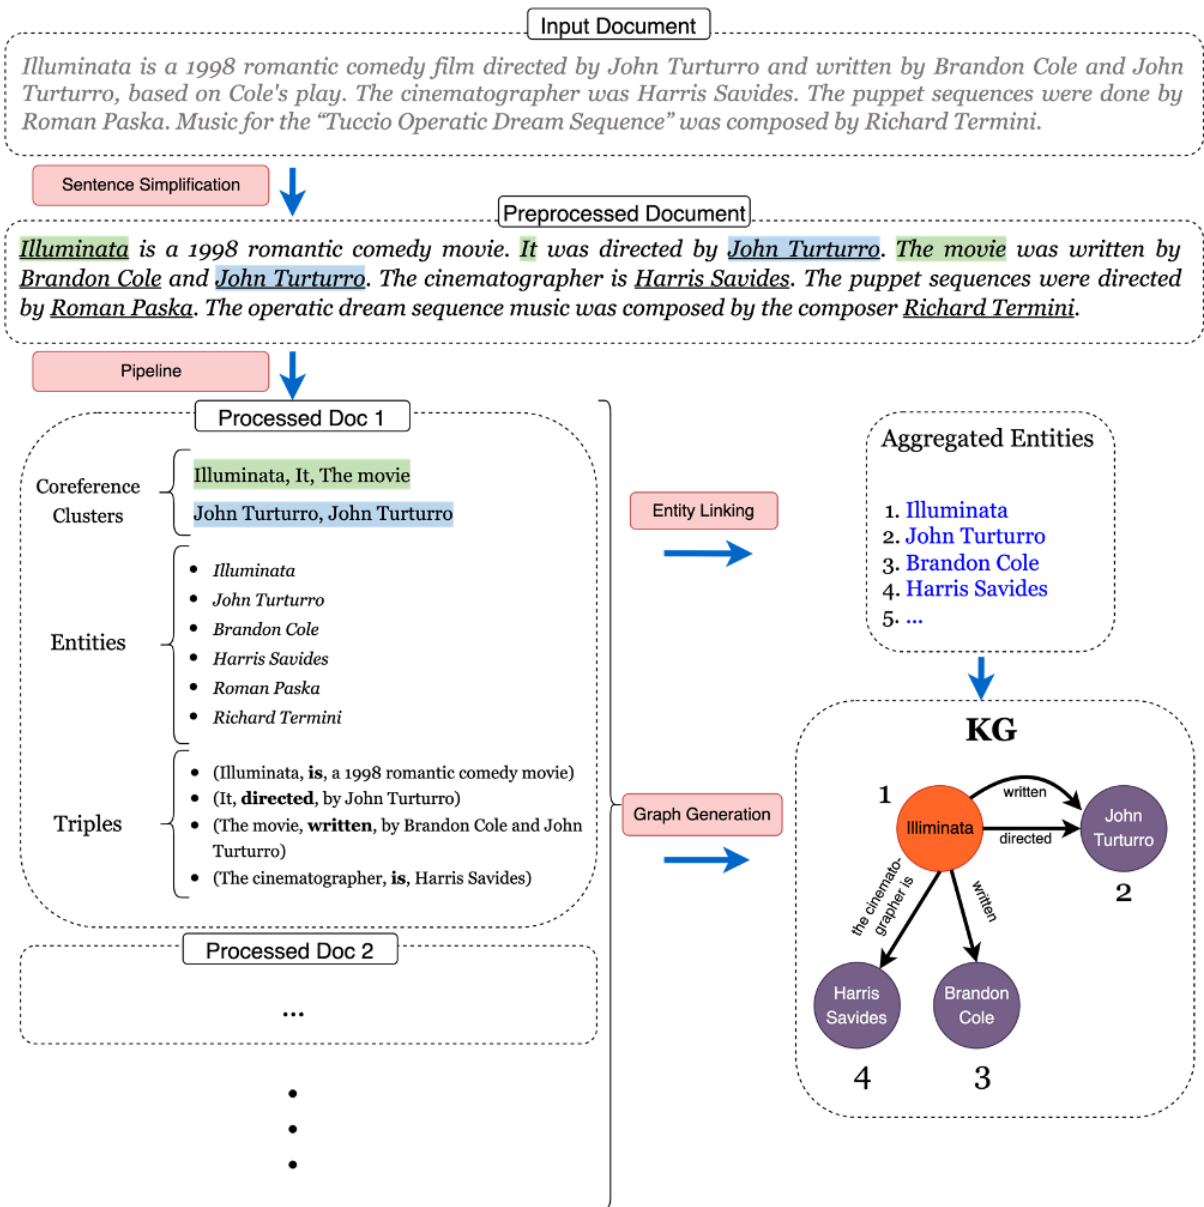 Input Document
Illuminata is a 1998 romantic comedy film directed by John Turturro and written by Brandon Cole and John
Turturro, based on Cole's play. The cinematographer was Harris Savides. The puppet sequences were done by
Roman Paska. Music for the “Tuccio Operatic Dream Sequence” was composed by Richard Termini.
Sentence Simplification
Preprocessed Document
Illuminata is a 1998 romantic comedy movie. It was directed by John Turturro. The movie was written by
Brandon Cole and John Turturro. The cinematographer is Harris Savides. The puppet sequences were directed
by Roman Paska. The operatic dream sequence music was composed by the composer Richard Termini.
Pipeline
Processed Doc 1
Coreference
Clusters
Illuminata, It, The movie
John Turturro, John Turturro
Entities
• Illuminata
• John Turturro
• Brandon Cole
• Harris Savides
• Roman Paska
• Richard Termini
Triples
• (Illuminata, is, a 1998 romantic comedy movie)
• (It, directed, by John Turturro)
• (The movie, written, by Brandon Cole and John
Turturro)
• (The cinematographer, is, Harris Savides)
Processed Doc 2
...
Entity Linking
Aggregated Entities
1. Illuminata
2. John Turturro
3. Brandon Cole
4. Harris Savides
5. ...
Graph Generation
KG
1
Illiminata
written
directed
John
Turturro
2
the cinemato-
grapher is
written
Harris
Savides
4
Brandon
Cole
3